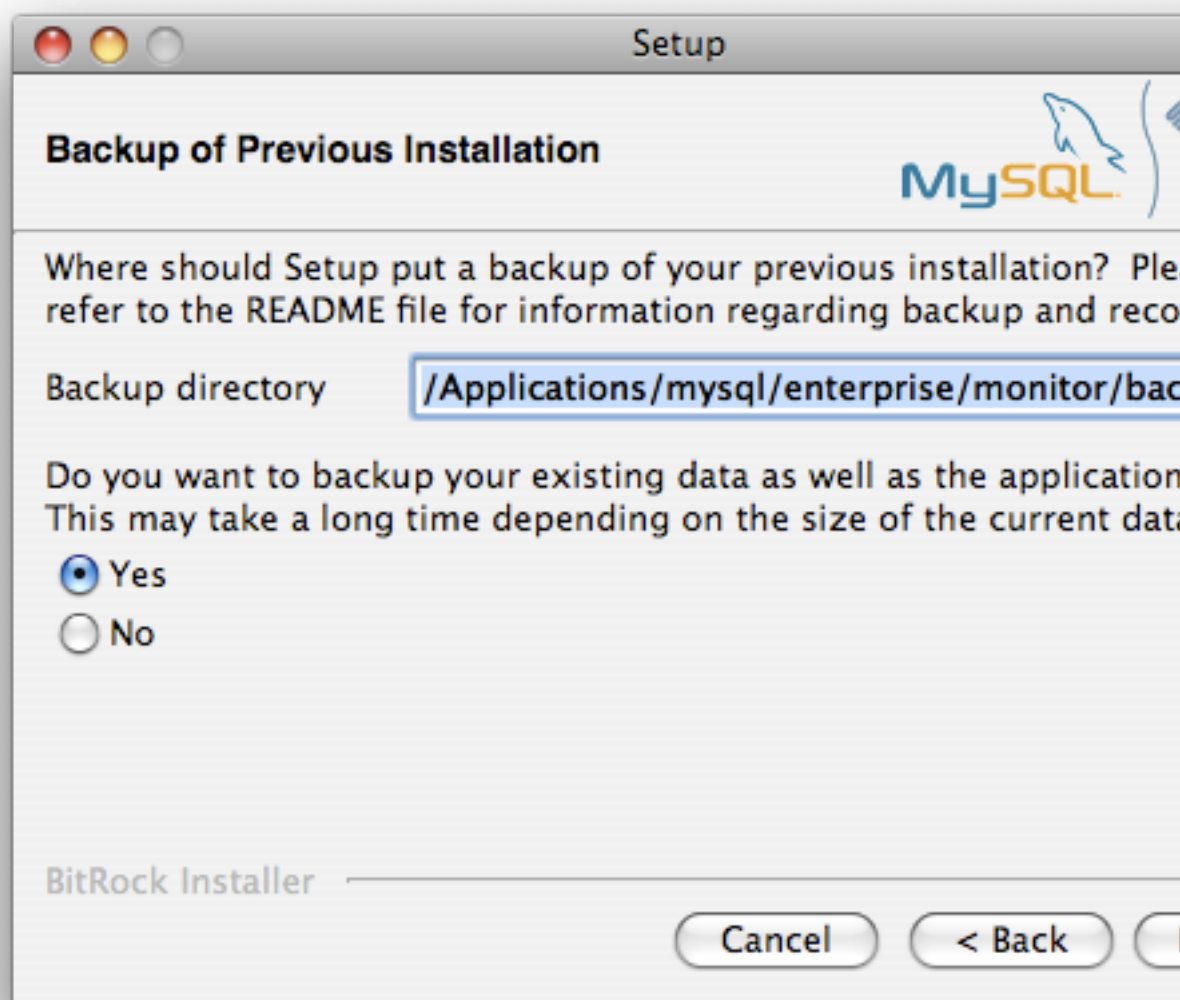 Setup
Backup of Previous Installation
MySQL
Where should Setup put a backup of your previous installation?
refer to the README file for information regarding backup and
Backup directory
/Applications/mysql/enterprise/monitor/bac
Do you want to backup your existing data as well as the application
This may take a long time depending on the size of the current
Yes
No
BitRock Installer
Cancel
< Back